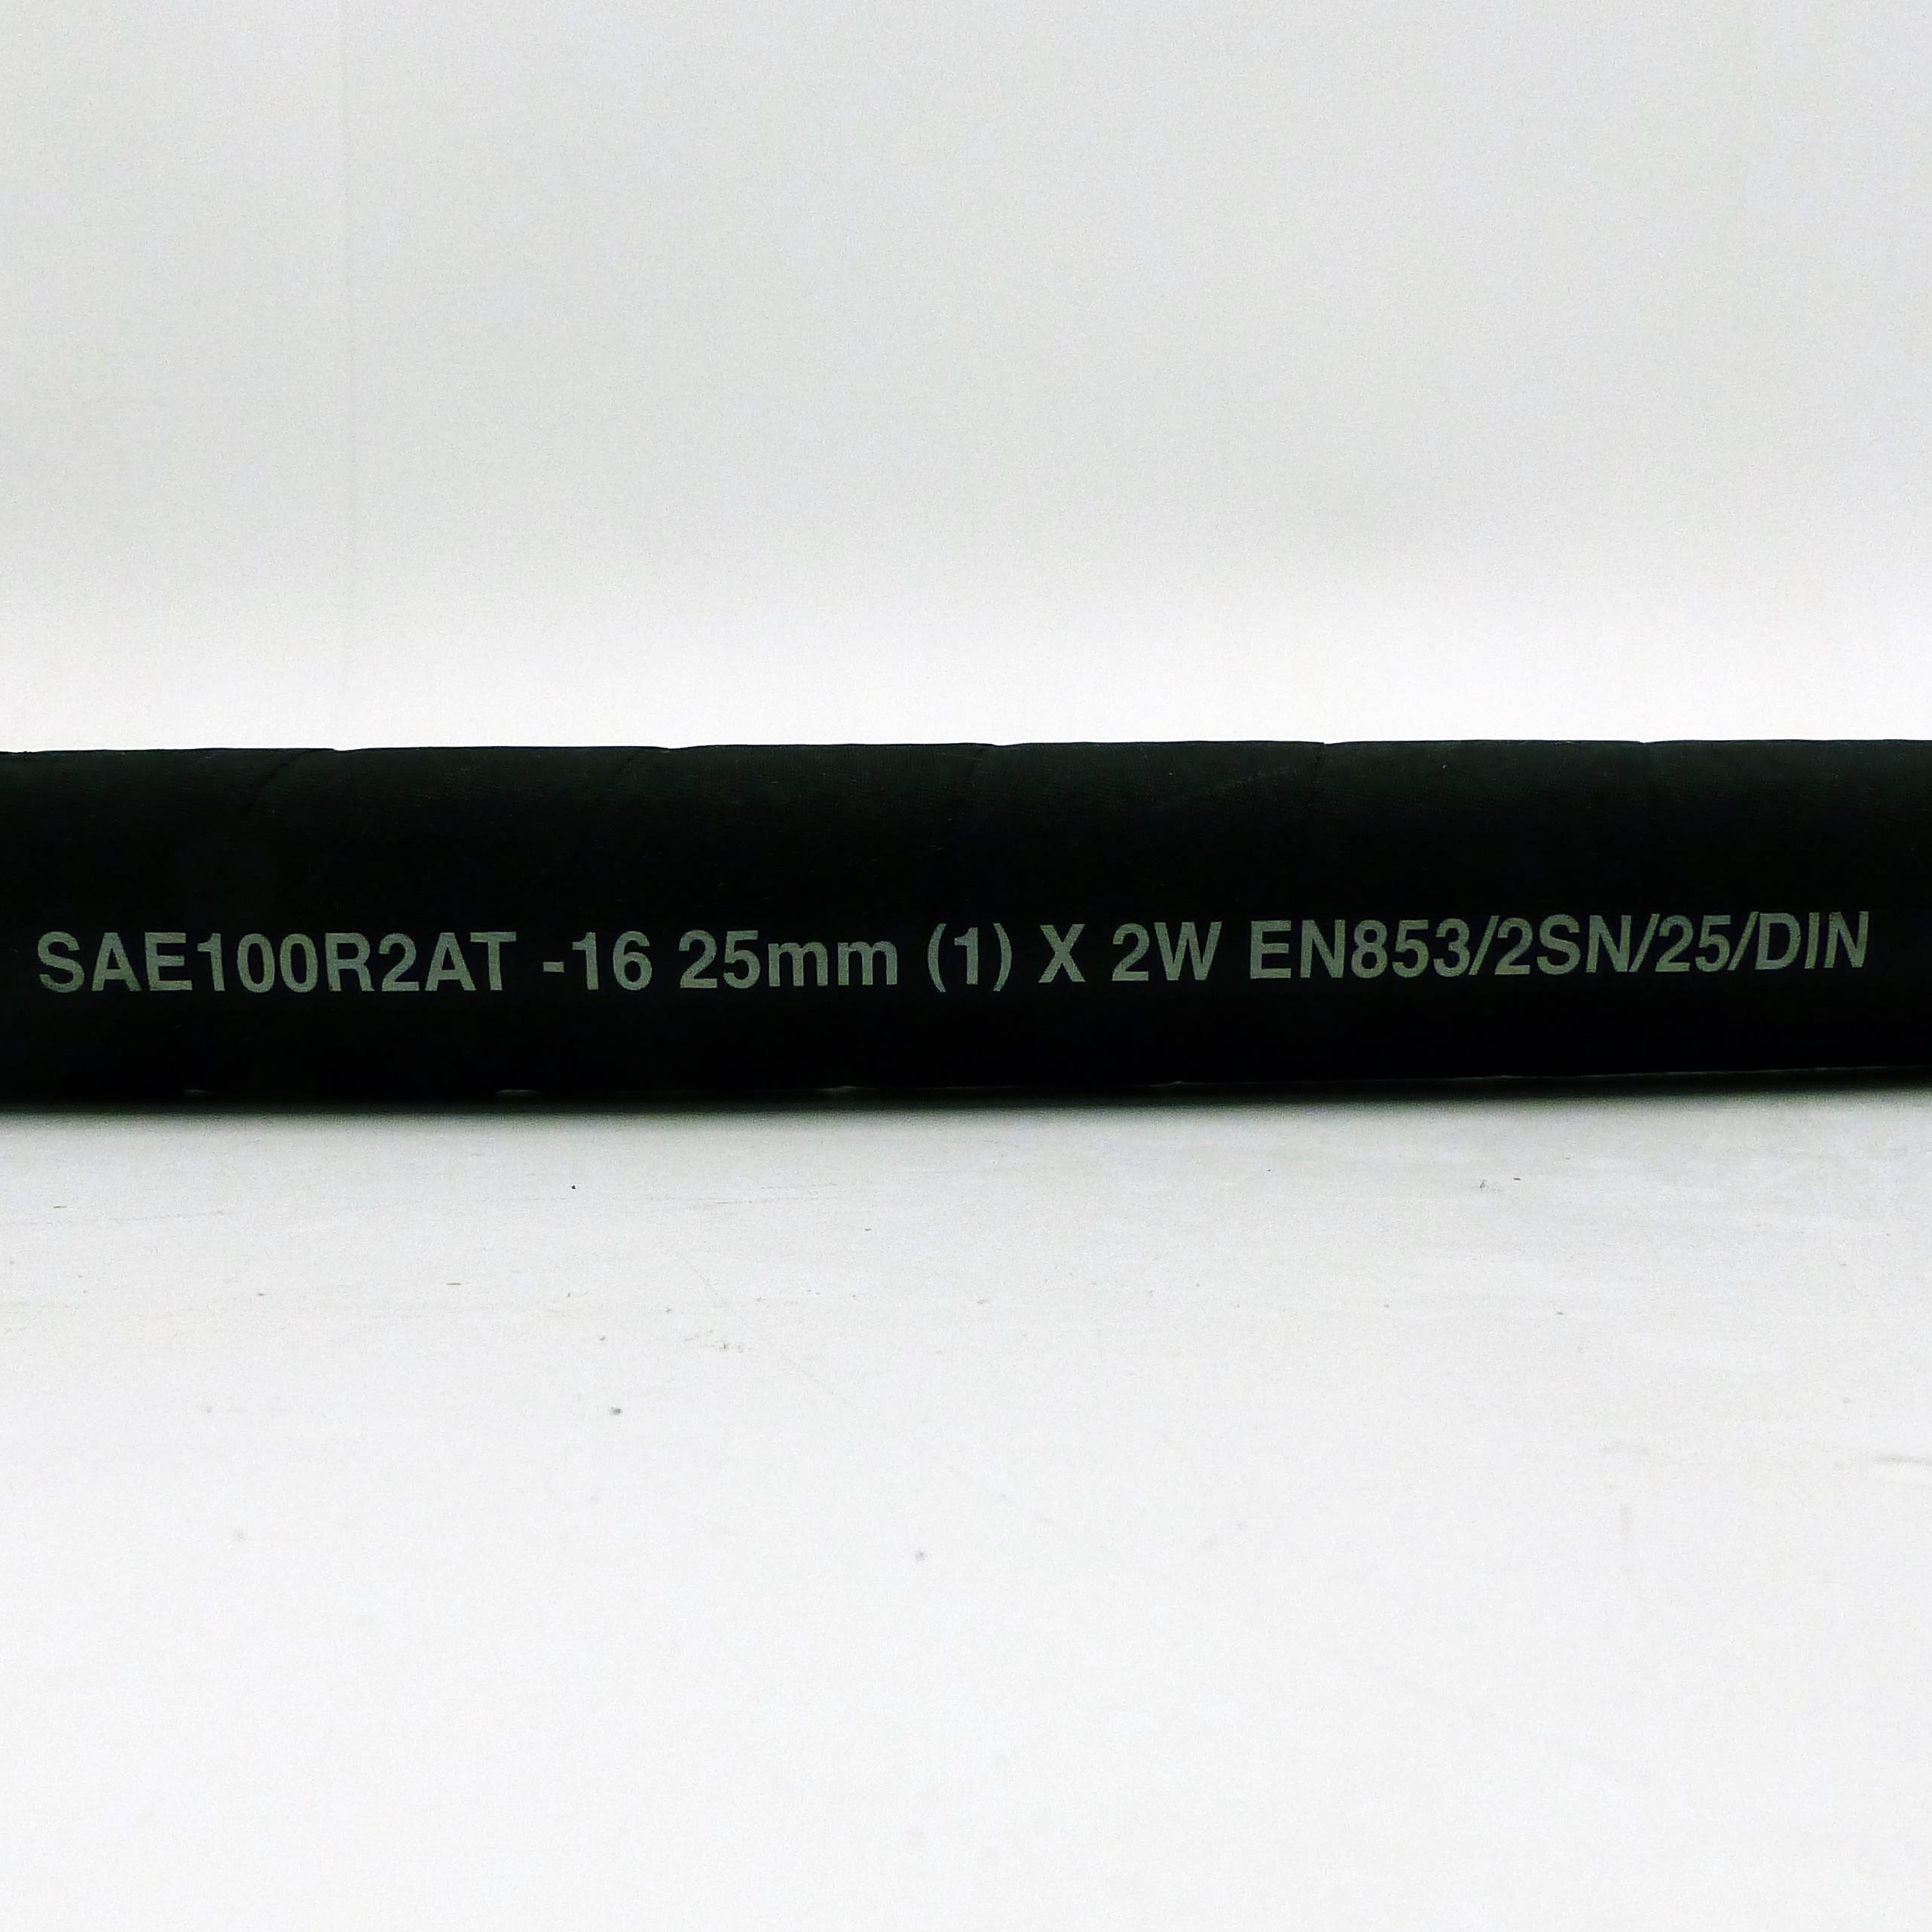 SAE100R2AT -16 25mm (1) X 2W EN853/2SN/25/DIN